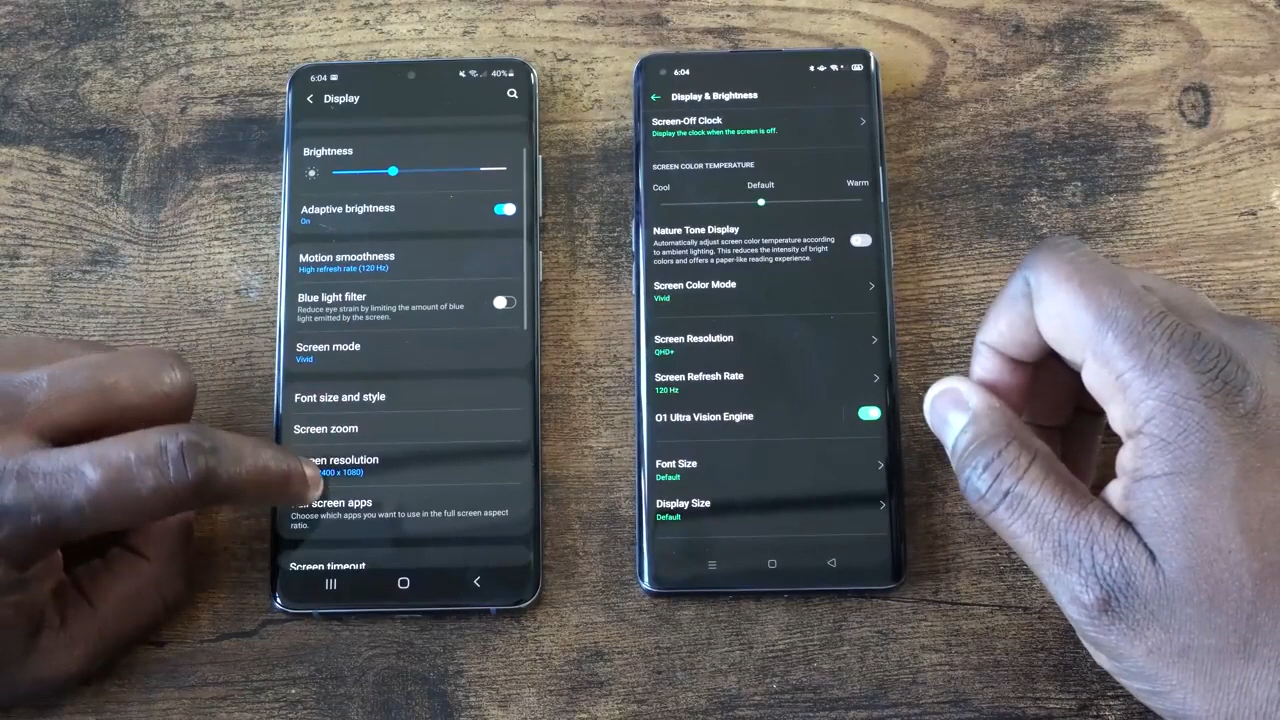 6:04
40%
Display
Brightness
Adaptive brightness
On
Motion smoothness
High refresh rate (120 Hz)
Blue light filter
Reduce eye strain by limiting the amount of blue
light emitted by the screen.
Screen mode
Vivid
Font size and style
Screen zoom
een resolution
2400 x 1080)
screen apps
Choose which apps you want to use in the full screen aspect
ratio.
Screen timeout
6:04
Display & Brightness
Screen-Off Clock
Display the clock when the screen is off.
SCREEN COLOR TEMPERATURE
Cool
Default
Warm
Nature Tone Display
Automatically adjust screen color temperature according
to ambient lighting. This reduces the intensity of bright
colors and offers a paper-like reading experience.
Screen Color Mode
Vivid
Screen Resolution
QHD+
Screen Refresh Rate
120 Hz
O1 Ultra Vision Engine
Font Size
Default
Display Size
Default